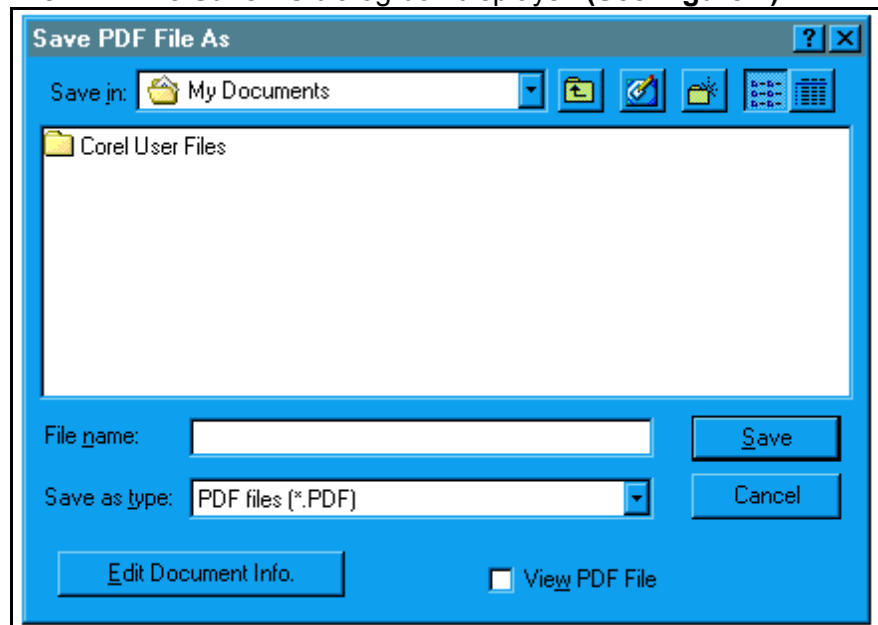 Save PDF File As
Save in: My Documents
Corel User Files
File name:
Save
Save as type: PDF files (*.PDF)
Cancel
Edit Document Info.
View PDF File